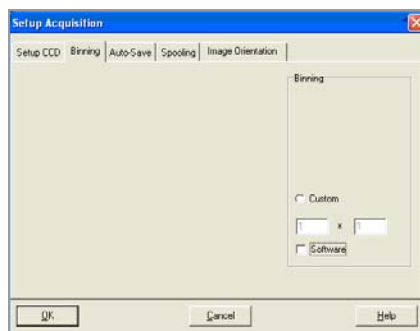 Setup Acquisition
Setup CCD Binning Auto-Save Spooling Image Orientation
Binning
Custom
1 x 1
Software
OK Cancel Help